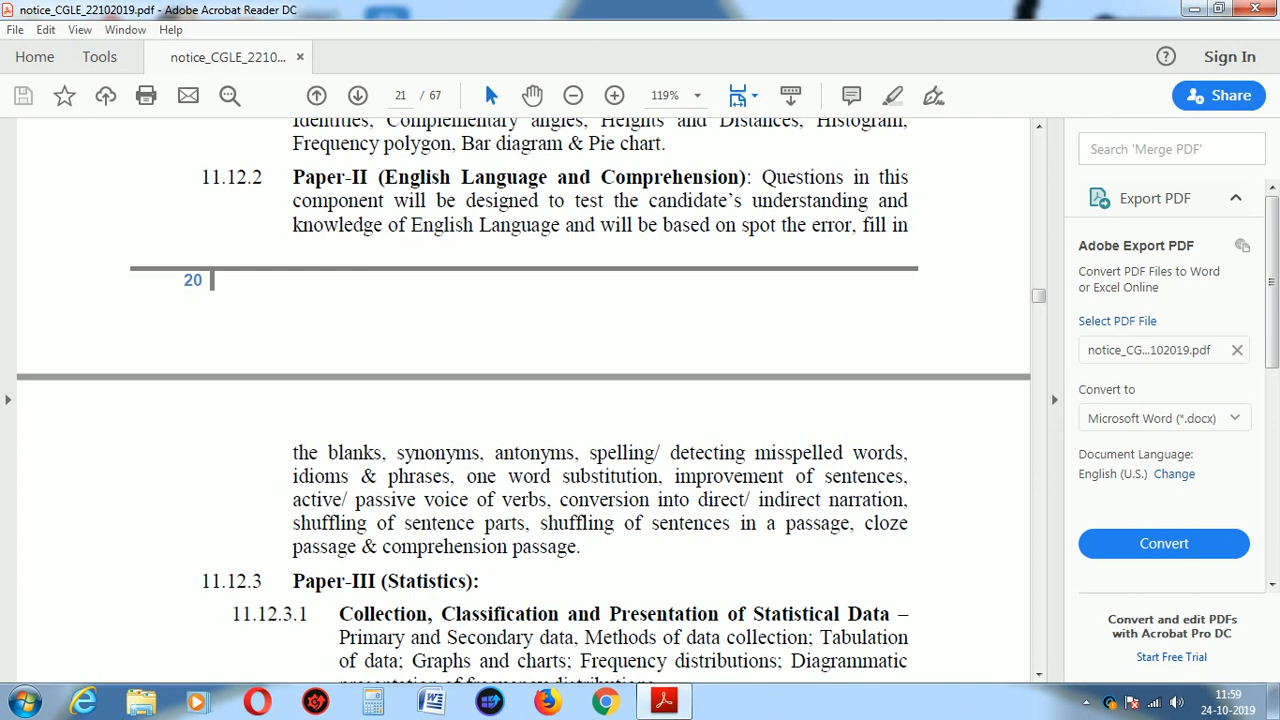 notice_CGLE_22102019.pdf - Adobe Acrobat Reader DC
File Edit View Window Help
Home Tools notice_CGLE_2210... × Sign In
21 / 67 119% Share
Identities, Complementary angles, Heights and Distances, Histogram,
Frequency polygon, Bar diagram & Pie chart.
11.12.2 Paper-II (English Language and Comprehension): Questions in this
component will be designed to test the candidate’s understanding and
knowledge of English Language and will be based on spot the error, fill in
20
the blanks, synonyms, antonyms, spelling/ detecting misspelled words,
idioms & phrases, one word substitution, improvement of sentences,
active/ passive voice of verbs, conversion into direct/ indirect narration,
shuffling of sentence parts, shuffling of sentences in a passage, cloze
passage & comprehension passage.
11.12.3 Paper-III (Statistics):
11.12.3.1 Collection, Classification and Presentation of Statistical Data –
Primary and Secondary data, Methods of data collection; Tabulation
of data; Graphs and charts; Frequency distributions; Diagrammatic
presentation of frequency distributions.
Search 'Merge PDF'
Export PDF
Adobe Export PDF
Convert PDF Files to Word
or Excel Online
Select PDF File
notice_CG...102019.pdf
Convert to
Microsoft Word (*.docx)
Document Language:
English (U.S.) Change
Convert
Convert and edit PDFs
with Acrobat Pro DC
Start Free Trial
11:59
24-10-2019